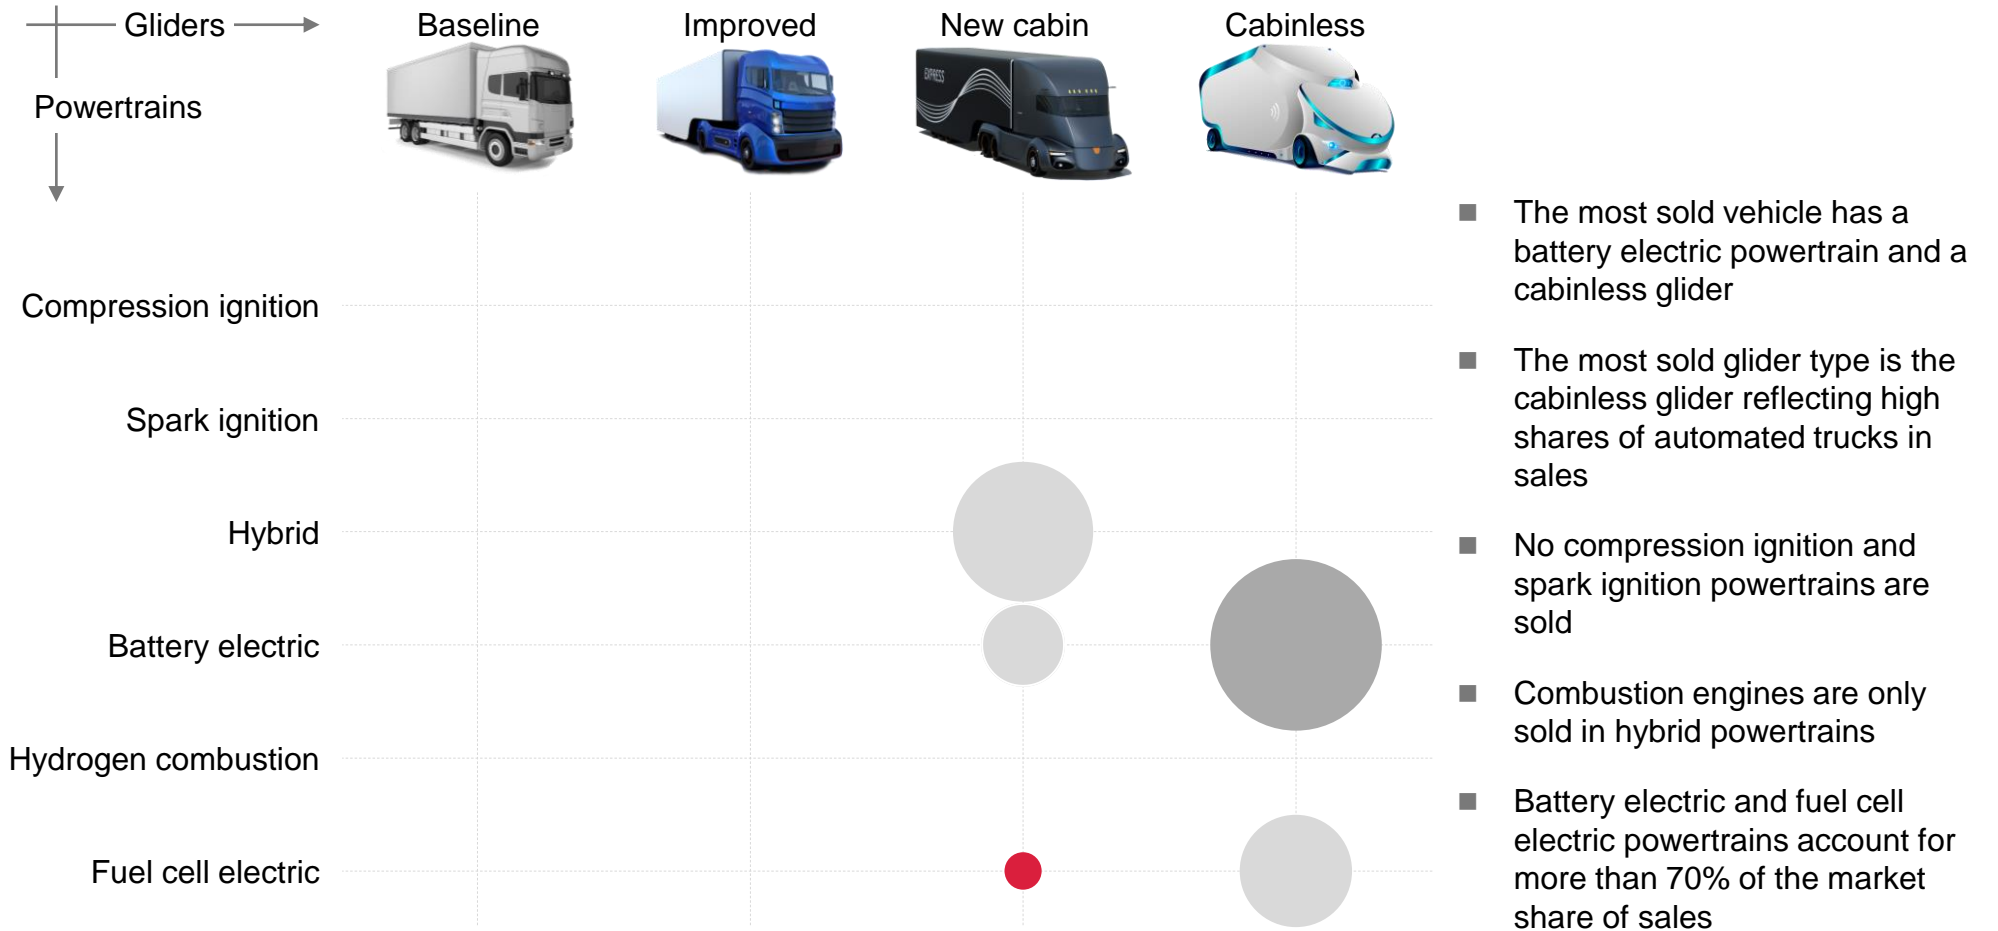 Gliders
Baseline
Improved
New cabin
Cabinless
EXPRESS
Powertrains
Compression ignition
Spark ignition
Hybrid
Battery electric
Hydrogen combustion
Fuel cell electric
The most sold vehicle has a
battery electric powertrain and a
cabinless glider
The most sold glider type is the
cabinless glider reflecting high
shares of automated trucks in
sales
No compression ignition and
spark ignition powertrains are
sold
Combustion engines are only
sold in hybrid powertrains
Battery electric and fuel cell
electric powertrains account for
more than 70% of the market
share of sales